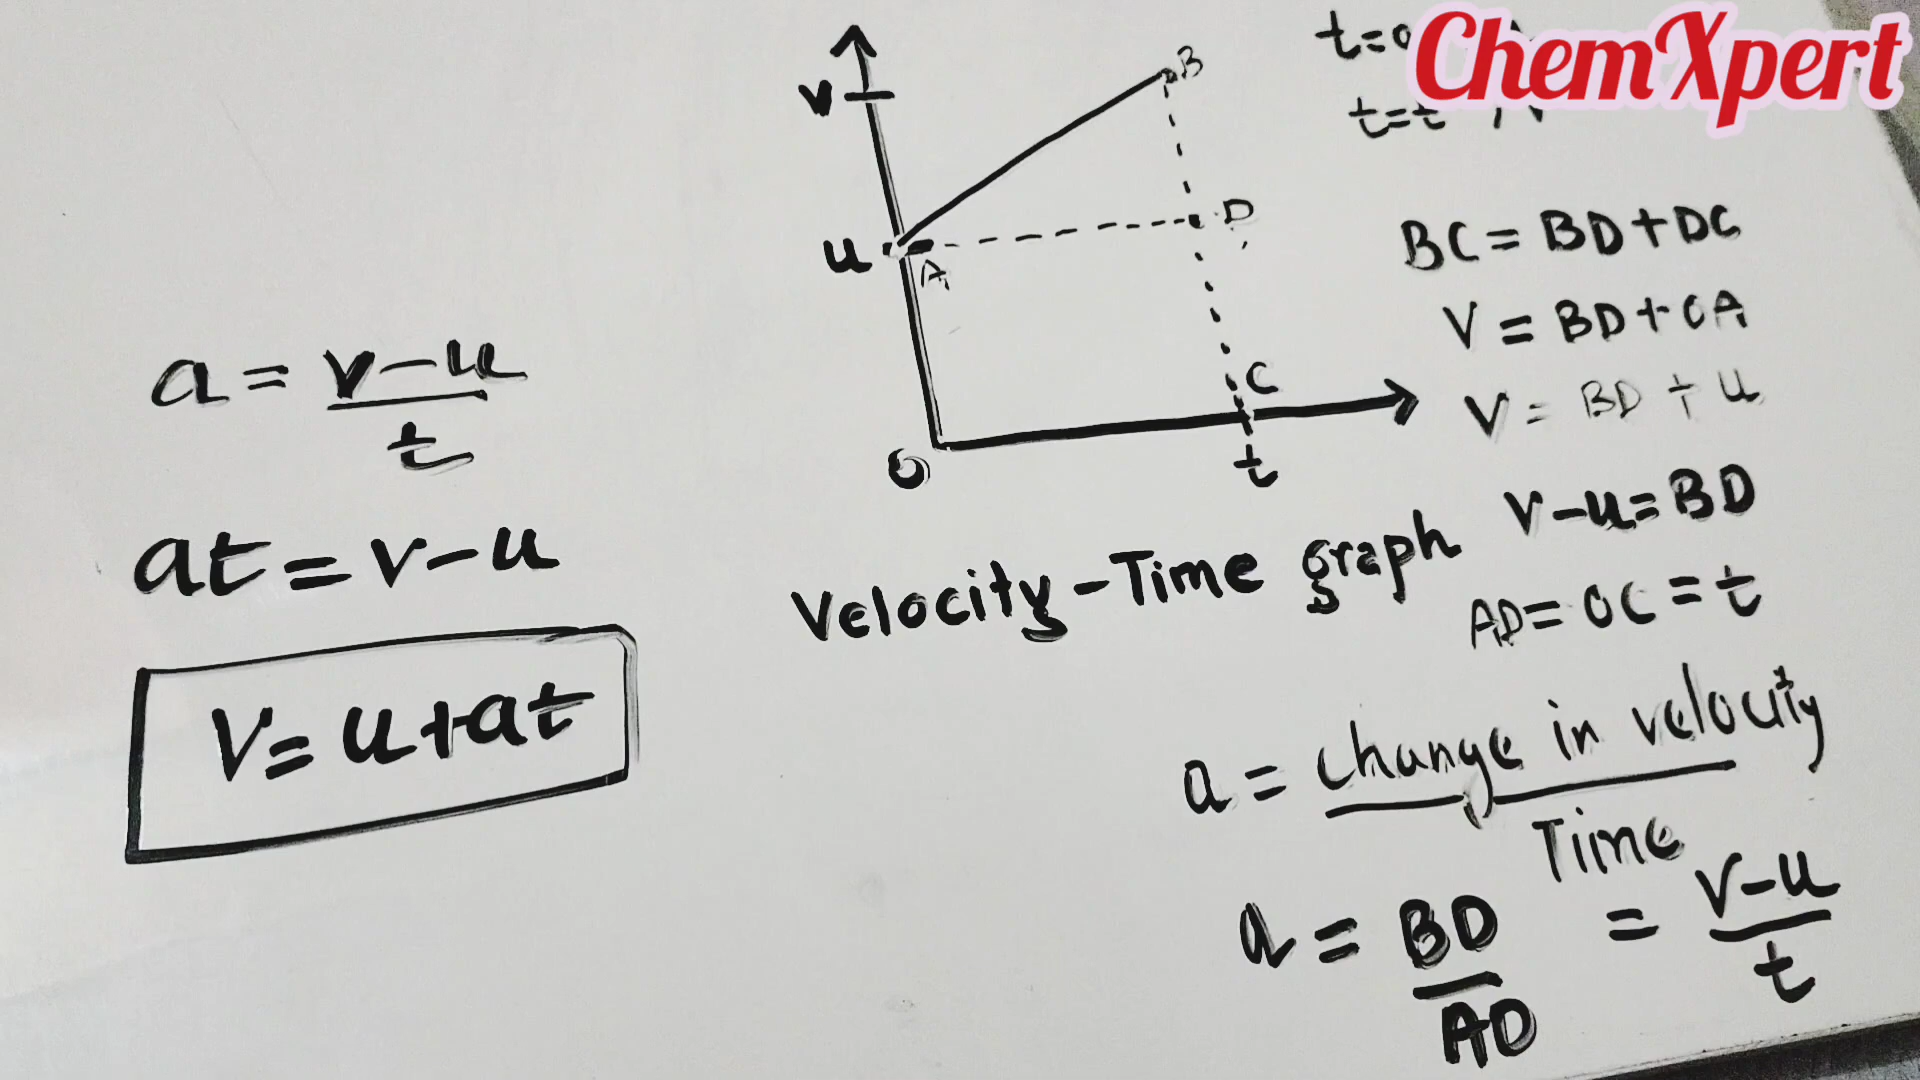 ChemXpert
t=0
t=t , v
v
B
u
A
D
C
O
t
Velocity-Time graph
BC = BD+DC
V = BD+OA
V = BD + u
V-u=BD
AD= OC = t
a = change in velocity
Time
a = BD = v-u
AD t
a = v-u
t
at = v-u
V= u+at